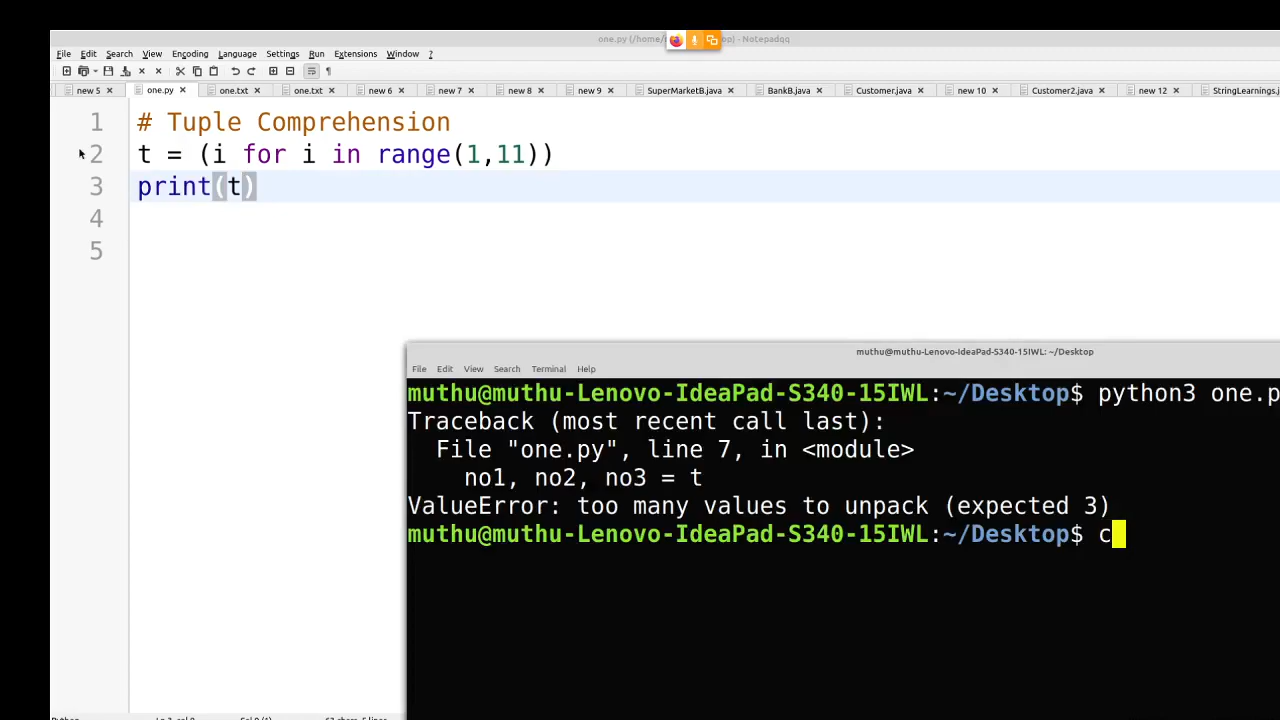 one.py (/home/ op) - Notepadqq
File Edit Search View Encoding Language Settings Run Extensions Window ?
new 5 one.py one.txt one.txt new 6 new 7 new 8 new 9 SuperMarketB.java BankB.java Customer.java new 10 Customer2.java new 12 StringLearnings.j
1 # Tuple Comprehension
2 t = (i for i in range(1,11))
3 print(t)
4
5
muthu@muthu-Lenovo-IdeaPad-S340-15IWL: ~/Desktop
File Edit View Search Terminal Help
muthu@muthu-Lenovo-IdeaPad-S340-15IWL:~/Desktop$ python3 one.p
Traceback (most recent call last):
File "one.py", line 7, in <module>
no1, no2, no3 = t
ValueError: too many values to unpack (expected 3)
muthu@muthu-Lenovo-IdeaPad-S340-15IWL:~/Desktop$ c